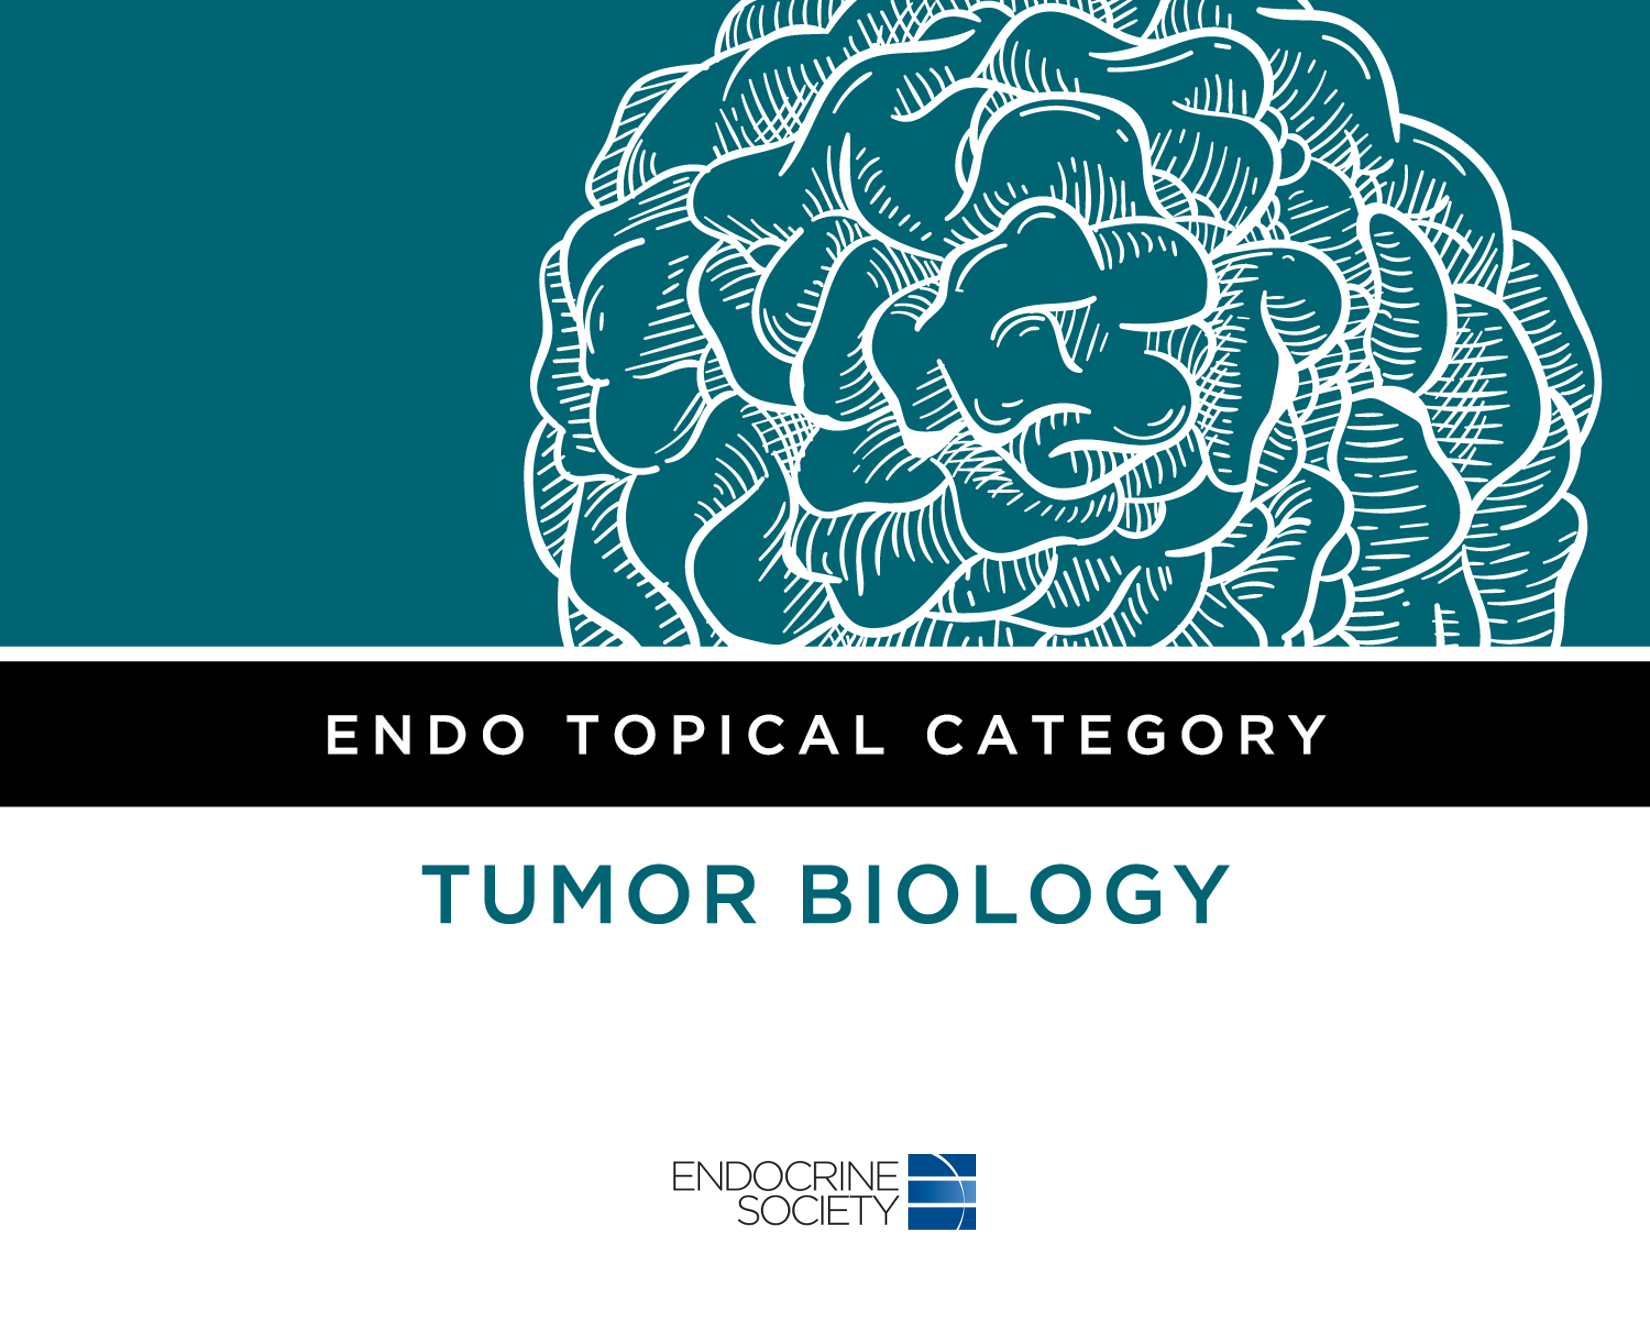 ENDO TOPICAL CATEGORY
TUMOR BIOLOGY
ENDOCRINE
SOCIETY